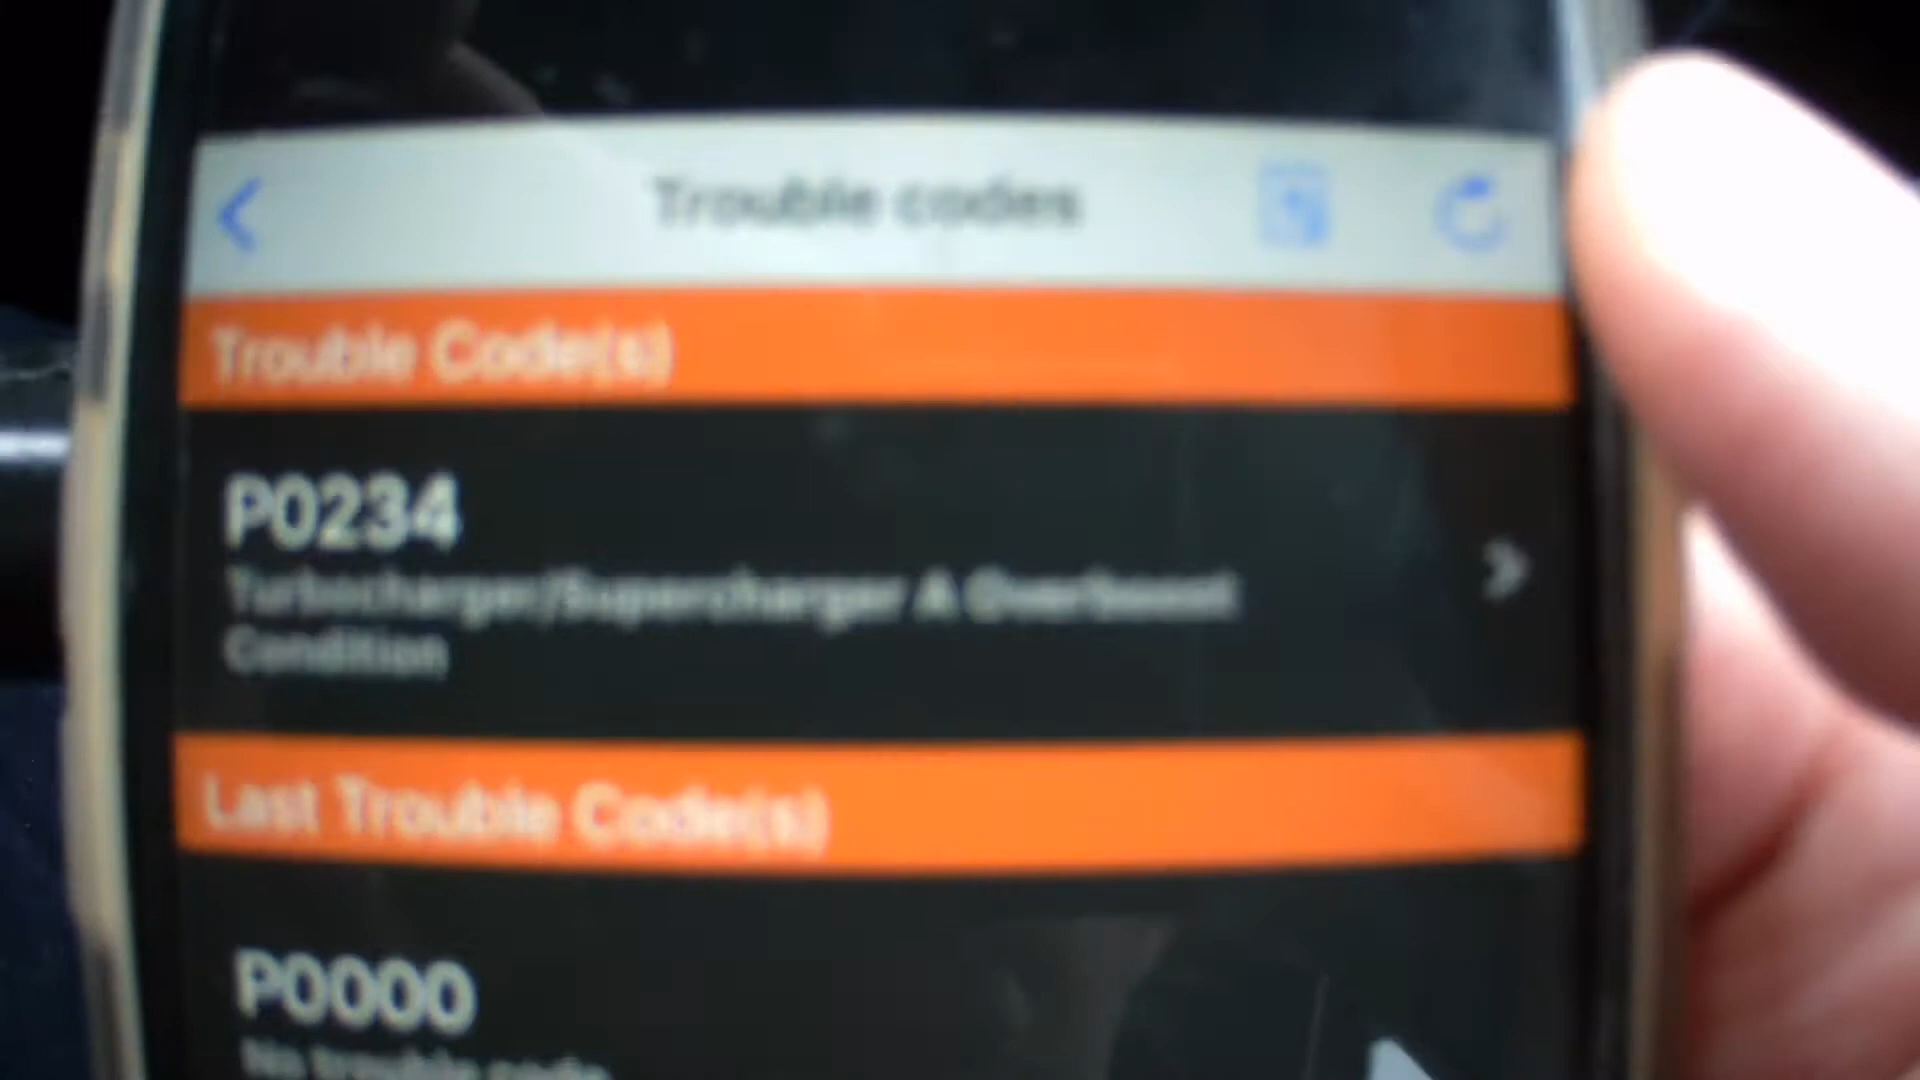 Trouble codes
Trouble Code(s)
P0234
Turbocharger/Supercharger A Overboost
Condition
Last Trouble Code(s)
P0000
No trouble code